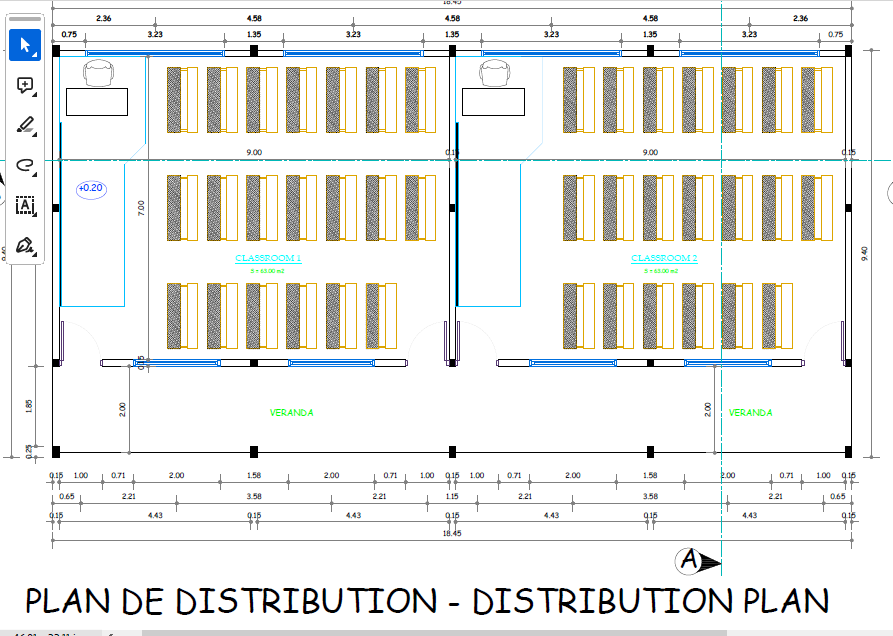 18.45
2.36 4.58 4.58 4.58 2.36
0.75 3.23 1.35 3.23 1.35 3.23 1.35 3.23 0.75
9.00 0.15 9.00 0.15
+0.20
7.00
CLASSROOM 1 CLASSROOM 2
S = 63.00 m2 S = 63.00 m2
9.40
0.15
1.85 2.00 VERANDA 2.00 VERANDA
0.25
0.15 1.00 0.71 2.00 1.58 2.00 0.71 1.00 0.15 1.00 0.71 2.00 1.58 2.00 0.71 1.00 0.15
0.65 2.21 3.58 2.21 1.15 2.21 3.58 2.21 0.65
0.15 4.43 0.15 4.43 0.15 4.43 0.15 4.43 0.15
18.45
A
PLAN DE DISTRIBUTION - DISTRIBUTION PLAN